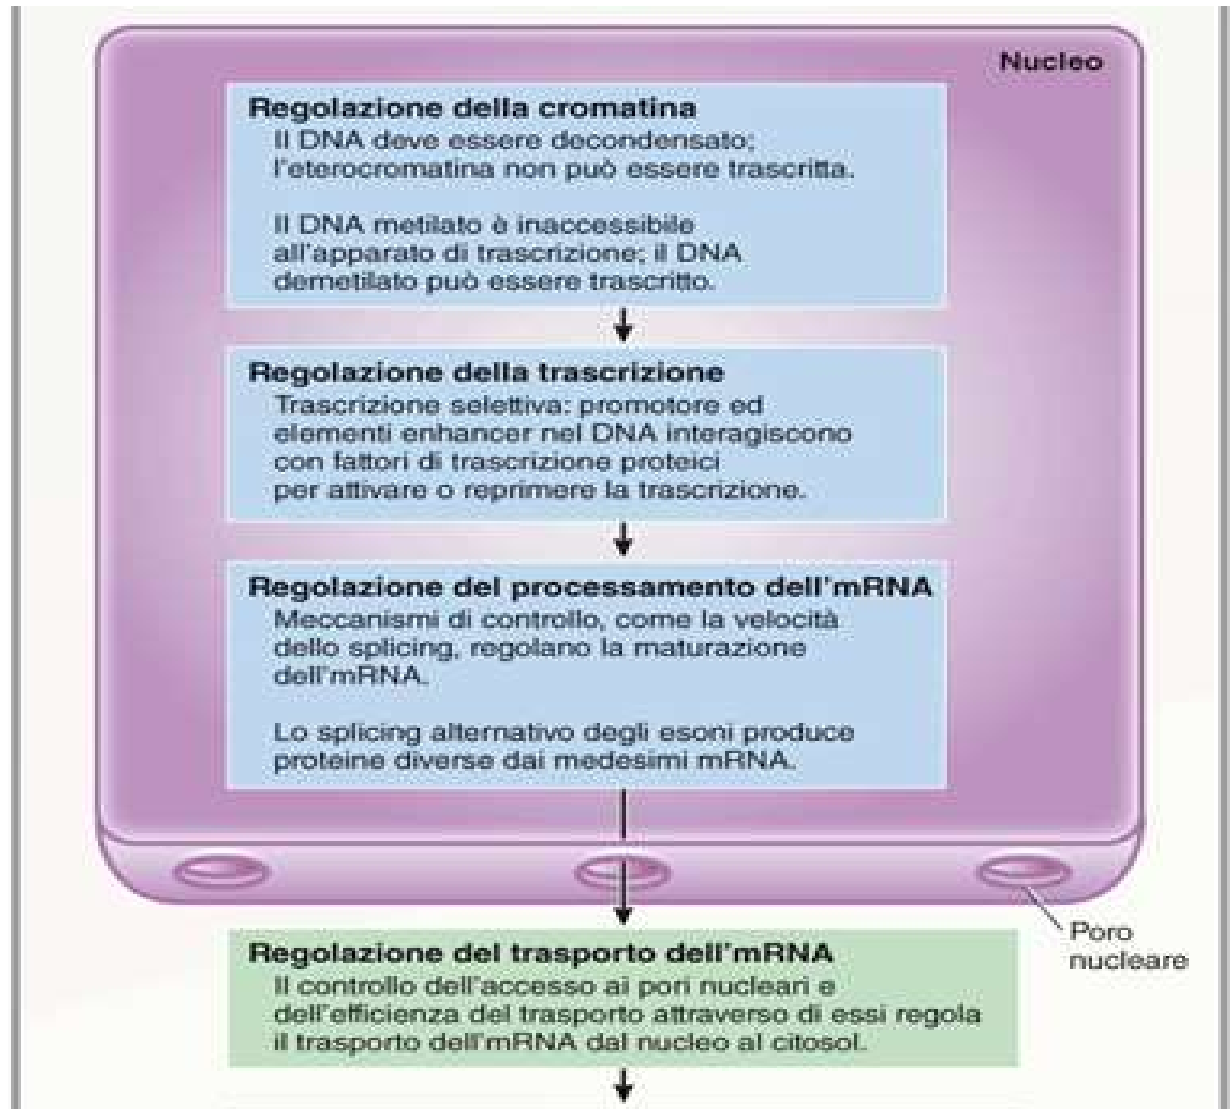 Nucleo
Regolazione della cromatina
Il DNA deve essere decondensato;
l'eterocromatina non può essere trascritta.
Il DNA metilato è inaccessibile
all'apparato di trascrizione; il DNA
demetilato può essere trascritto.
Regolazione della trascrizione
Trascrizione selettiva: promotore ed
elementi enhancer nel DNA interagiscono
con fattori di trascrizione proteici
per attivare o reprimere la trascrizione.
Regolazione del processamento dell'mRNA
Meccanismi di controllo, come la velocità
dello splicing, regolano la maturazione
dell'mRNA.
Lo splicing alternativo degli esoni produce
proteine diverse dai medesimi mRNA.
Poro
nucleare
Regolazione del trasporto dell'mRNA
Il controllo dell'accesso ai pori nucleari e
dell'efficienza del trasporto attraverso di essi regola
il trasporto dell'mRNA dal nucleo al citosol.